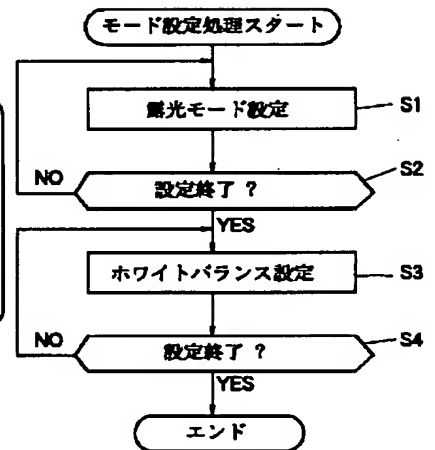 モード設定処理スタート
露光モード設定 S1
S2
NO 設定終了 ?
YES
ホワイトバランス設定 S3
NO 設定終了 ? S4
YES
エンド